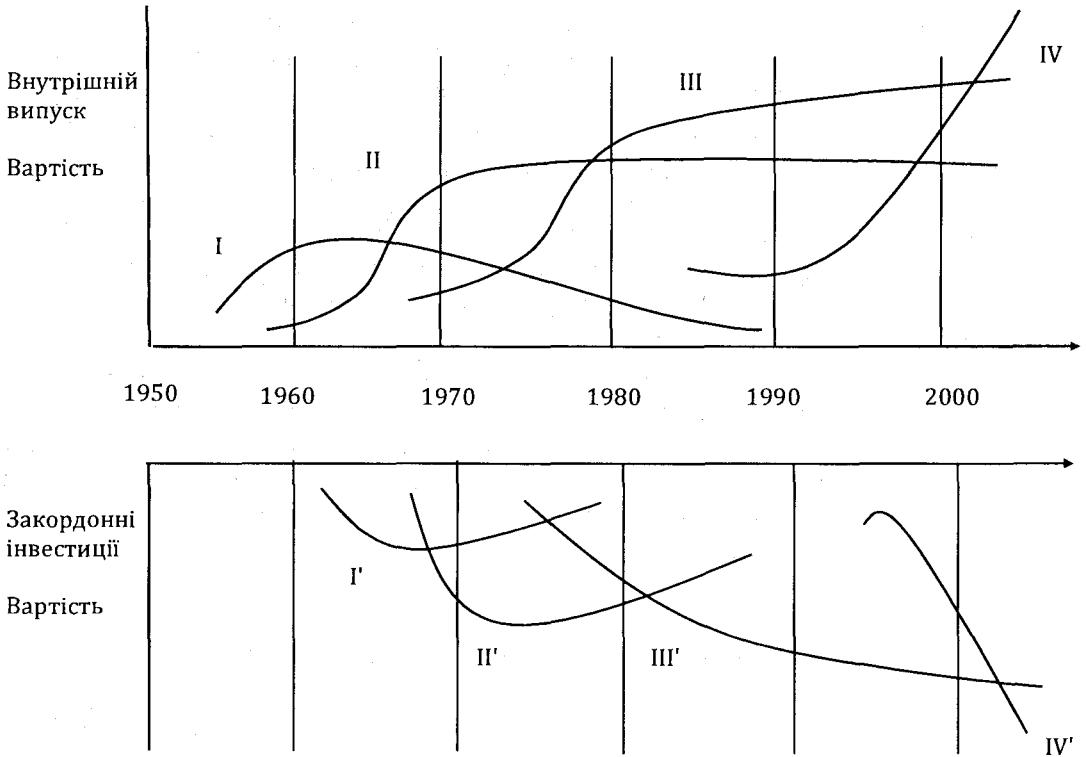 IV
III
Внутрішній
випуск
II
Вартість
I
1950 1960 1970 1980 1990 2000
Закордонні
інвестиції
I'
Вартість
II'
III'
IV'